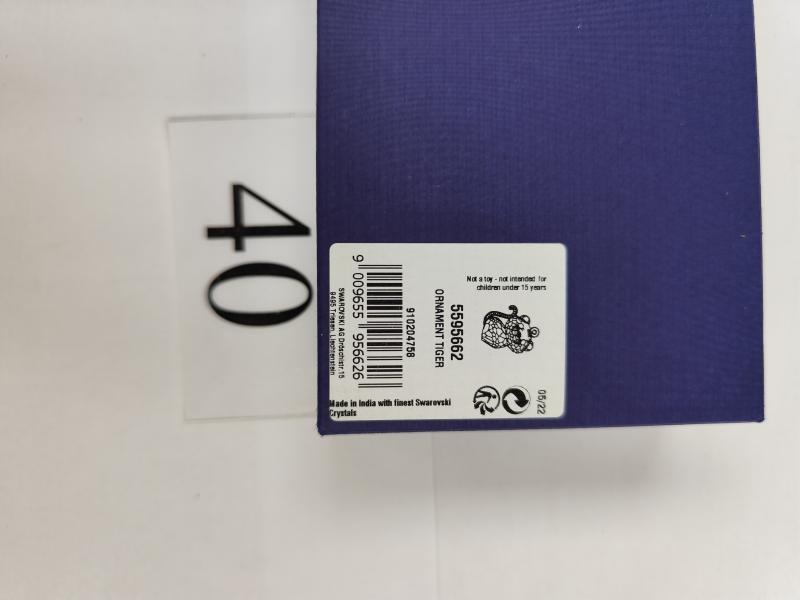 40
Not a toy - not intended for
children under 15 years
05/22
5595662
ORNAMENT TIGER
910204758
9 009655 956626
SWAROVSKI AG Dröschistr.15
9495 Triesen, Liechtenstein
Made in India with finest Swarovski
Crystals